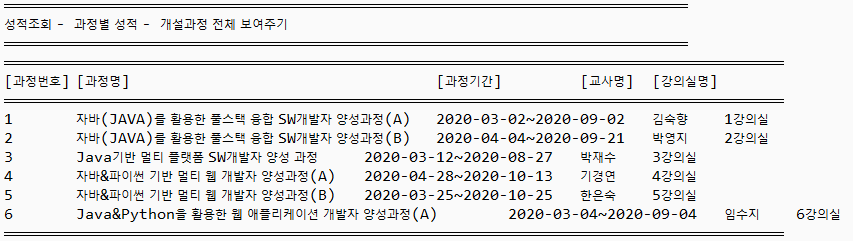 성적조회 - 과정별 성적 - 개설과정 전체 보여주기
[과정번호] [과정명] [과정기간] [교사명] [강의실명]
1 자바(JAVA)를 활용한 풀스택 융합 SW개발자 양성과정(A) 2020-03-02~2020-09-02 김숙향 1강의실
2 자바(JAVA)를 활용한 풀스택 융합 SW개발자 양성과정(B) 2020-04-04~2020-09-21 박영지 2강의실
3 Java기반 멀티 플랫폼 SW개발자 양성 과정 2020-03-12~2020-08-27 박재수 3강의실
4 자바&파이썬 기반 멀티 웹 개발자 양성과정(A) 2020-04-28~2020-10-13 기경연 4강의실
5 자바&파이썬 기반 멀티 웹 개발자 양성과정(B) 2020-03-25~2020-10-25 한은숙 5강의실
6 Java&Python을 활용한 웹 애플리케이션 개발자 양성과정(A) 2020-03-04~2020-09-04 임수지 6강의실